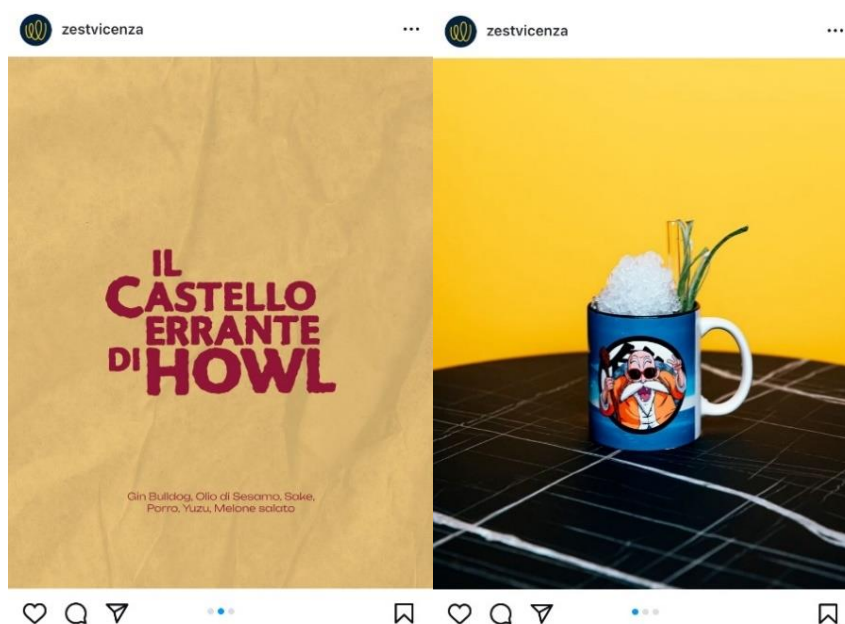 zestvicenza
IL
CASTELLO
ERRANTE
DI HOWL
Gin Bulldog, Olio di Sesamo, Sake,
Porro, Yuzu, Melone salato
zestvicenza